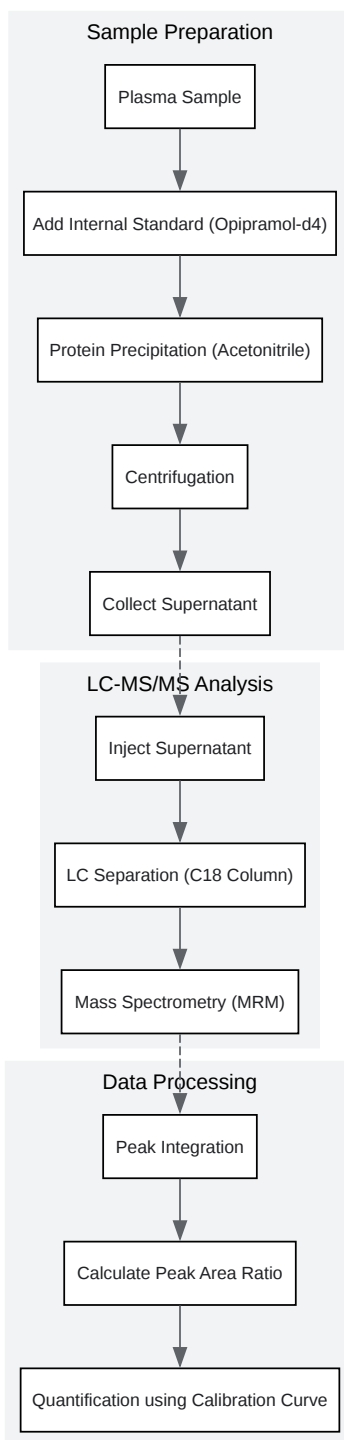 Sample Preparation
Plasma Sample
Add Internal Standard (Opipramol-d4)
Protein Precipitation (Acetonitrile)
Centrifugation
Collect Supernatant
LC-MS/MS Analysis
Inject Supernatant
LC Separation (C18 Column)
Mass Spectrometry (MRM)
Data Processing
Peak Integration
Calculate Peak Area Ratio
Quantification using Calibration Curve